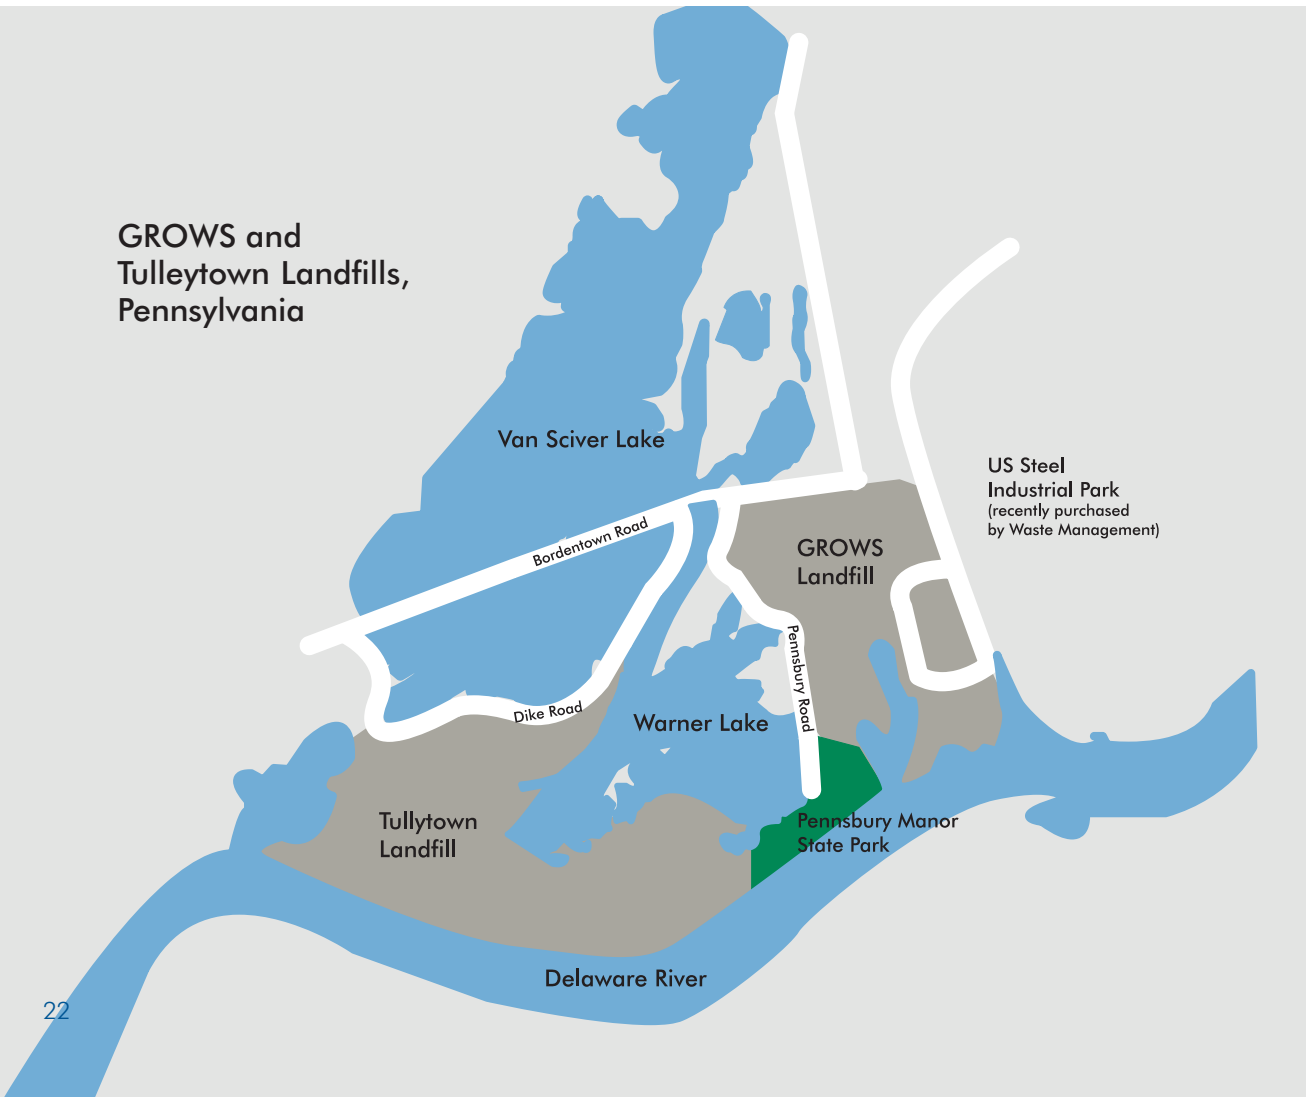 GROWS and
Tulleytown Landfills,
Pennsylvania
Van Sciver Lake
US Steel
Industrial Park
(recently purchased
by Waste Management)
Bordentown Road
GROWS
Landfill
Pennsbury Road
Dike Road
Warner Lake
Tullytown
Landfill
Pennsbury Manor
State Park
Delaware River
22